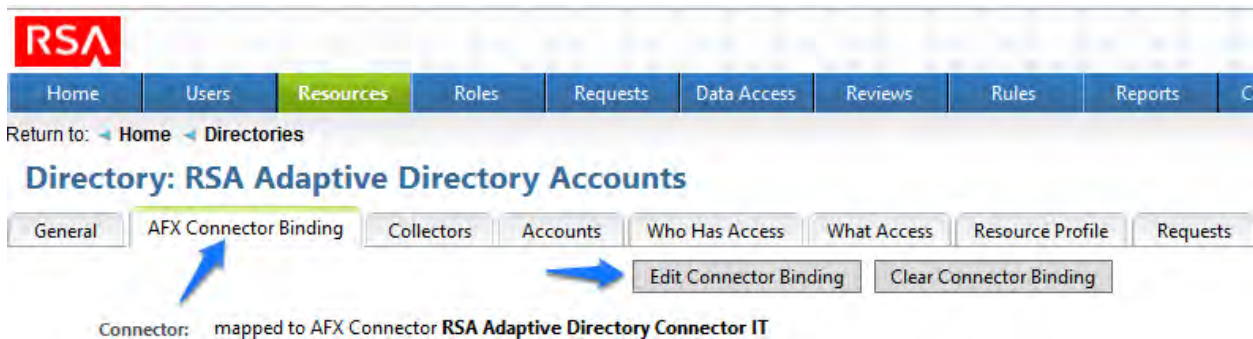 RSA
Home Users Resources Roles Requests Data Access Reviews Rules Reports
Return to: Home Directories
Directory: RSA Adaptive Directory Accounts
General AFX Connector Binding Collectors Accounts Who Has Access What Access Resource Profile Requests
Edit Connector Binding Clear Connector Binding
Connector: mapped to AFX Connector RSA Adaptive Directory Connector IT